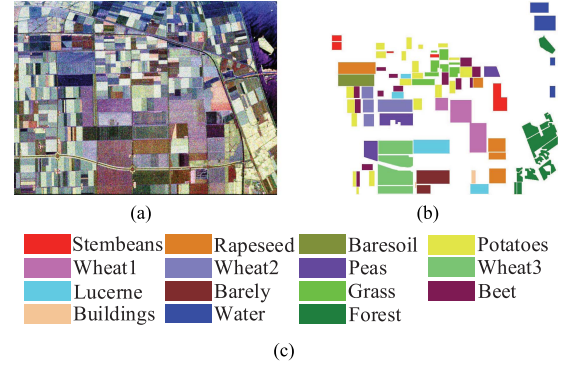 (a) (b)
Stembeans Rapeseed Baresoil Potatoes
Wheat1 Wheat2 Peas Wheat3
Lucerne Barely Grass Beet
Buildings Water Forest
(c)